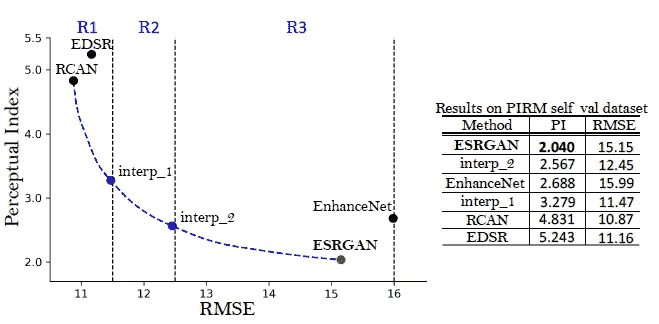 R1 R2 R3
5.5
EDSR
5.0
RCAN
4.0
interp_1
3.0
interp_2
EnhanceNet
ESRGAN
2.0
Perceptual Index
11 12 13 14 15 16
RMSE
Results on PIRM self_val dataset
Method PI RMSE
ESRGAN 2.040 15.15
interp_2 2.567 12.45
EnhanceNet 2.688 15.99
interp_1 3.279 11.47
RCAN 4.831 10.87
EDSR 5.243 11.16